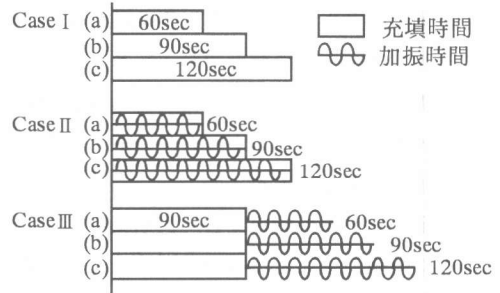 Case Ⅰ (a) 60sec
(b) 90sec
(c) 120sec
充填時間
加振時間
Case Ⅱ (a) 60sec
(b) 90sec
(c) 120sec
Case Ⅲ (a) 90sec 60sec
(b) 90sec
(c) 120sec